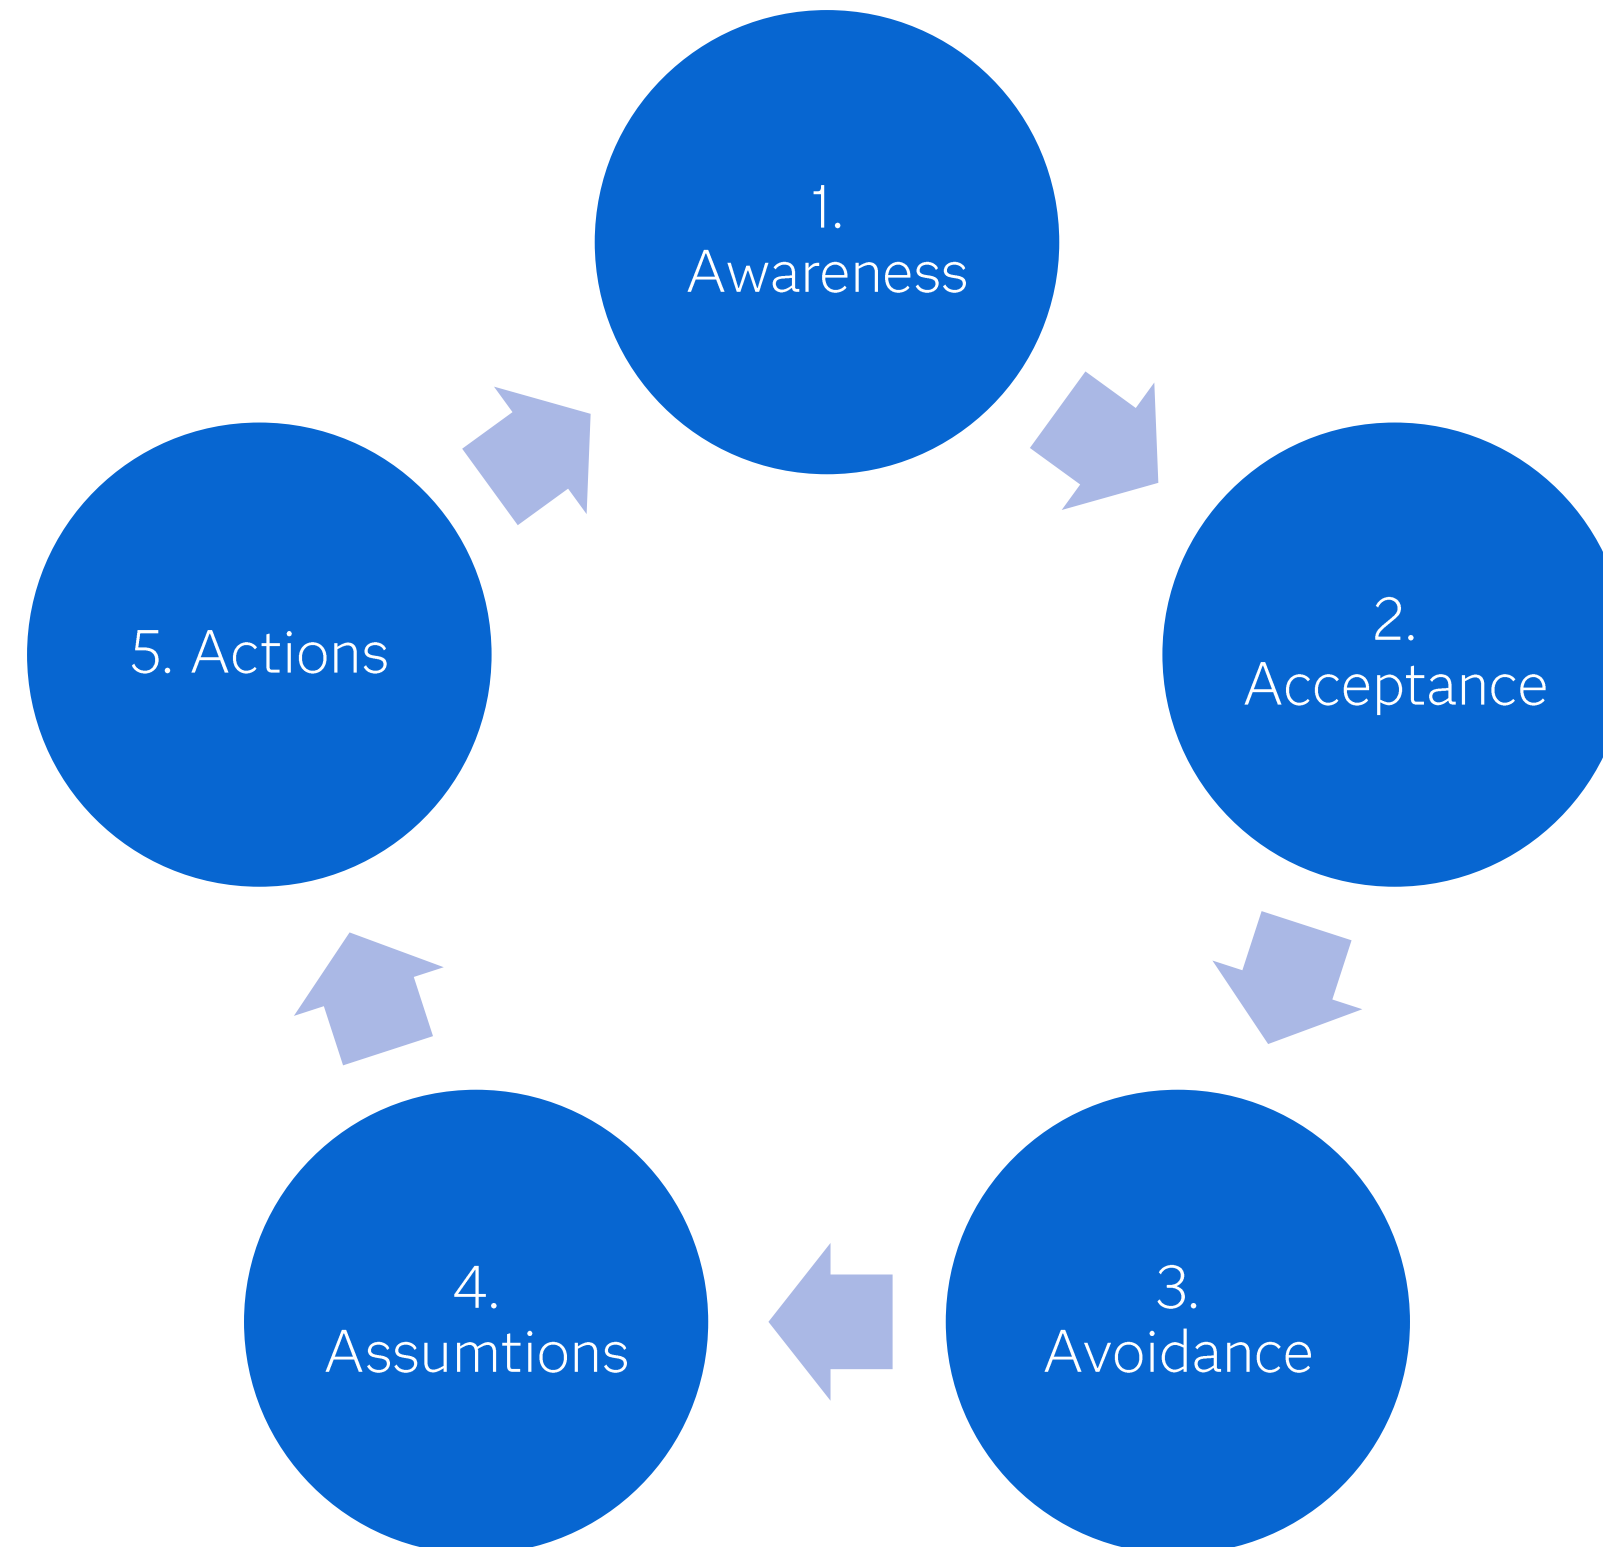 1.
Awareness
2.
Acceptance
3.
Avoidance
4.
Assumtions
5. Actions